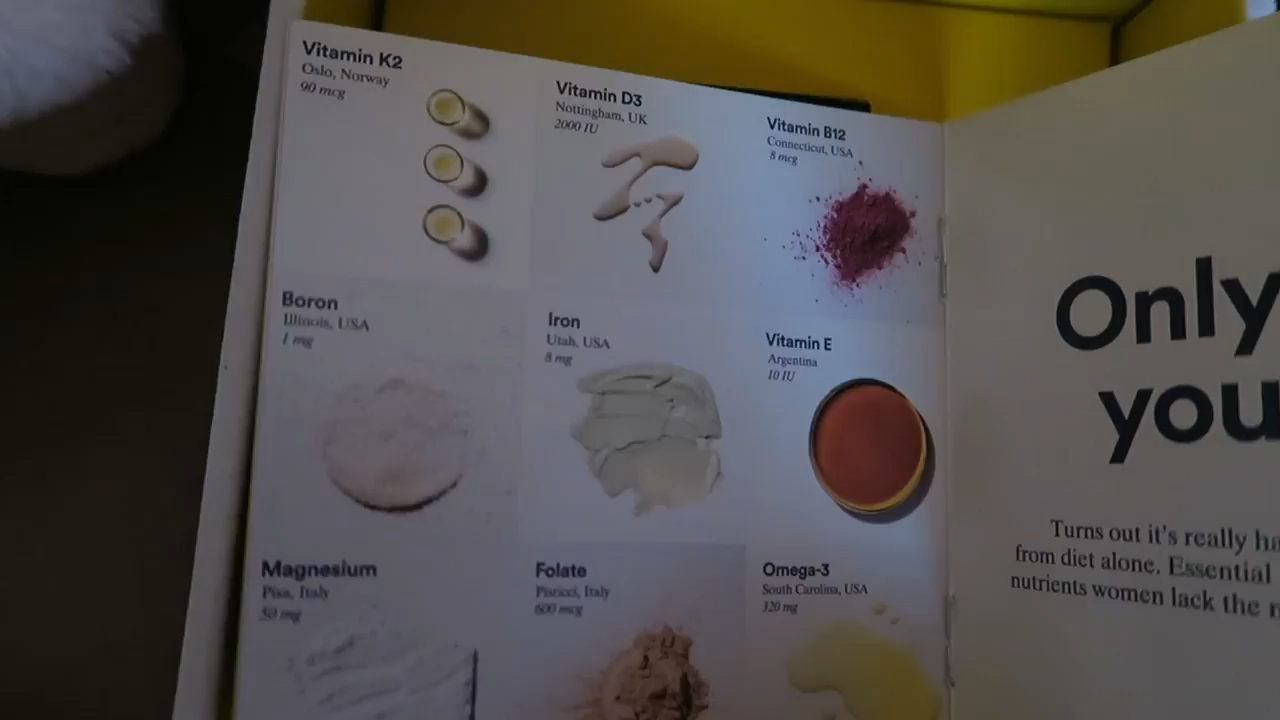 Vitamin K2
Oslo, Norway
90 mcg
Vitamin D3
Nottingham, UK
2000 IU
Vitamin B12
Connecticut, USA
8 mcg
Boron
Illinois, USA
1 mg
Iron
Utah, USA
8 mg
Vitamin E
Argentina
10 IU
Magnesium
Pisa, Italy
50 mg
Folate
Pisticci, Italy
600 mcg
Omega-3
South Carolina, USA
320 mg
Only
you
Turns out it's really
from diet alone. Essential
nutrients women lack the